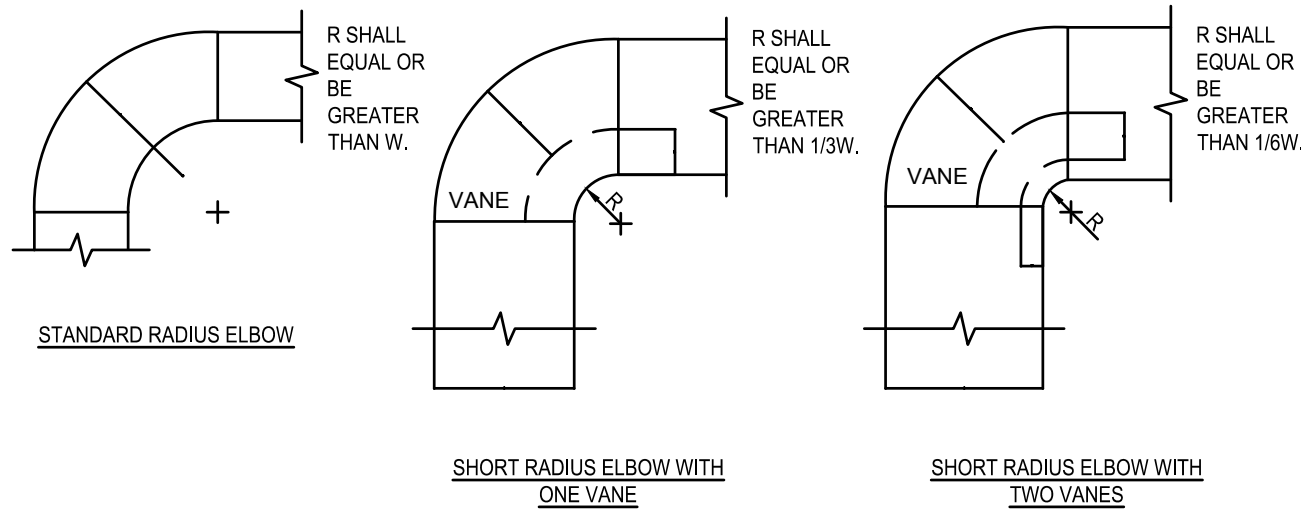 R SHALL
EQUAL OR
BE
GREATER
THAN W.
STANDARD RADIUS ELBOW
R SHALL
EQUAL OR
BE
GREATER
THAN 1/3W.
VANE
R
SHORT RADIUS ELBOW WITH
ONE VANE
R SHALL
EQUAL OR
BE
GREATER
THAN 1/6W.
VANE
R
SHORT RADIUS ELBOW WITH
TWO VANES